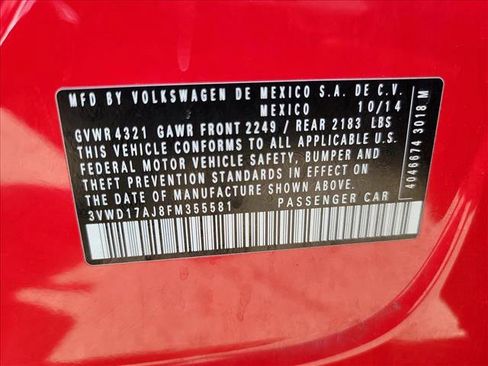 MFD BY VOLKSWAGEN DE MEXICO S.A. DE C.V.
MEXICO 10/14
GVWR 4321 GAWR FRONT 2249 / REAR 2183 LBS
THIS VEHICLE CONFORMS TO ALL APPLICABLE U.S.
FEDERAL MOTOR VEHICLE SAFETY, BUMPER AND
THEFT PREVENTION STANDARDS IN EFFECT ON
THE DATE OF MANUFACTURE SHOWN ABOVE.
3VWD17AJ8FM355581 PASSENGER CAR
4046674 3018 M